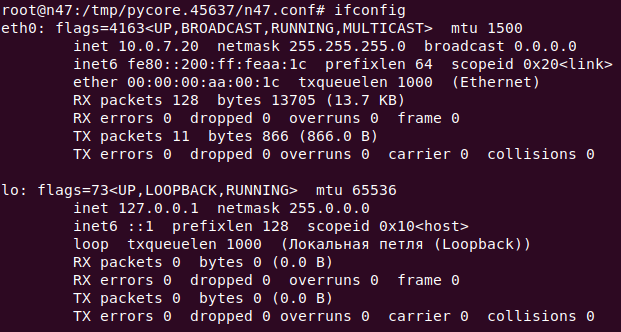 root@n47:/tmp/pycore.45637/n47.conf# ifconfig
eth0: flags=4163<UP,BROADCAST,RUNNING,MULTICAST>  mtu 1500
        inet 10.0.7.20  netmask 255.255.255.0  broadcast 0.0.0.0
        inet6 fe80::200:ff:feaa:1c  prefixlen 64  scopeid 0x20<link>
        ether 00:00:00:aa:00:1c  txqueuelen 1000  (Ethernet)
        RX packets 128  bytes 13705 (13.7 KB)
        RX errors 0  dropped 0  overruns 0  frame 0
        TX packets 11  bytes 866 (866.0 B)
        TX errors 0  dropped 0 overruns 0  carrier 0  collisions 0

lo: flags=73<UP,LOOPBACK,RUNNING>  mtu 65536
        inet 127.0.0.1  netmask 255.0.0.0
        inet6 ::1  prefixlen 128  scopeid 0x10<host>
        loop  txqueuelen 1000  (Локальная петля (Loopback))
        RX packets 0  bytes 0 (0.0 B)
        RX errors 0  dropped 0  overruns 0  frame 0
        TX packets 0  bytes 0 (0.0 B)
        TX errors 0  dropped 0 overruns 0  carrier 0  collisions 0